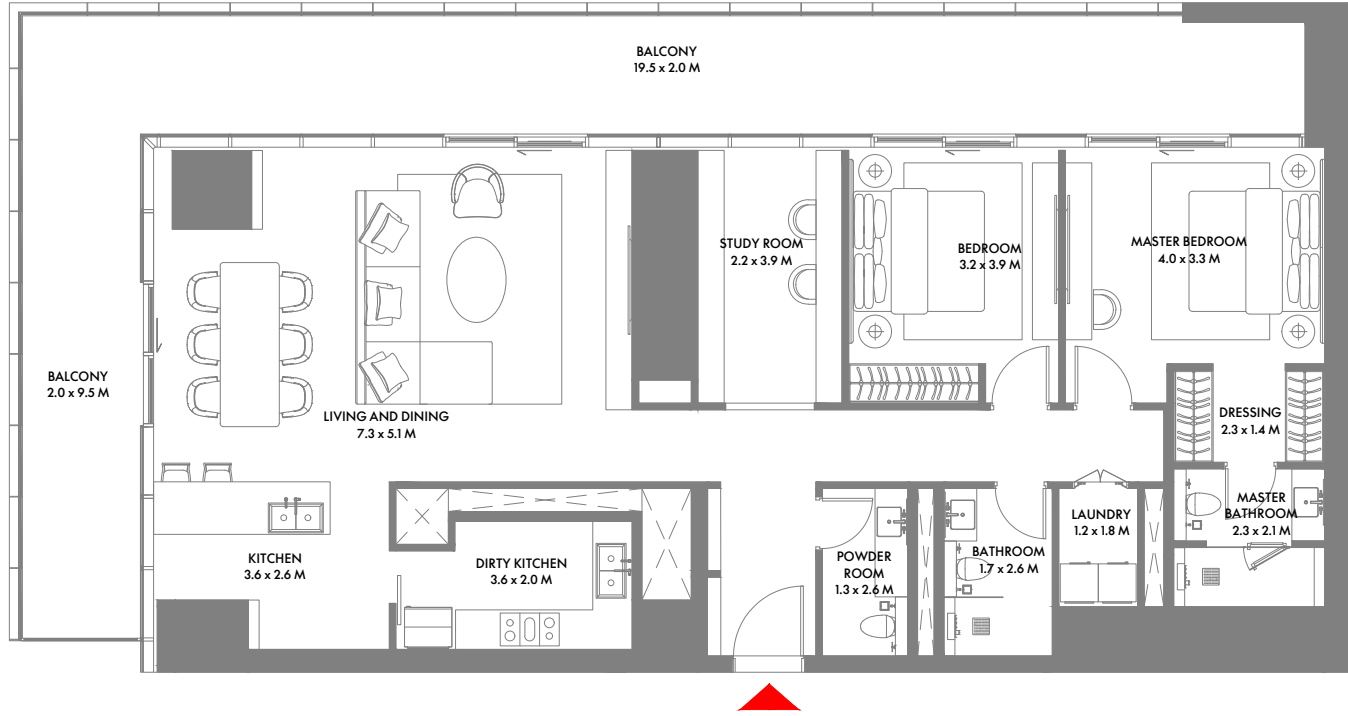 BALCONY
19.5 x 2.0 M
STUDY ROOM
2.2 x 3.9 M
BEDROOM
3.2 x 3.9 M
MASTER BEDROOM
4.0 x 3.3 M
BALCONY
2.0 x 9.5 M
LIVING AND DINING
7.3 x 5.1 M
DRESSING
2.3 x 1.4 M
KITCHEN
3.6 x 2.6 M
DIRTY KITCHEN
3.6 x 2.0 M
POWDER
ROOM
1.3 x 2.6 M
BATHROOM
1.7 x 2.6 M
LAUNDRY
1.2 x 1.8 M
MASTER
BATHROOM
2.3 x 2.1 M